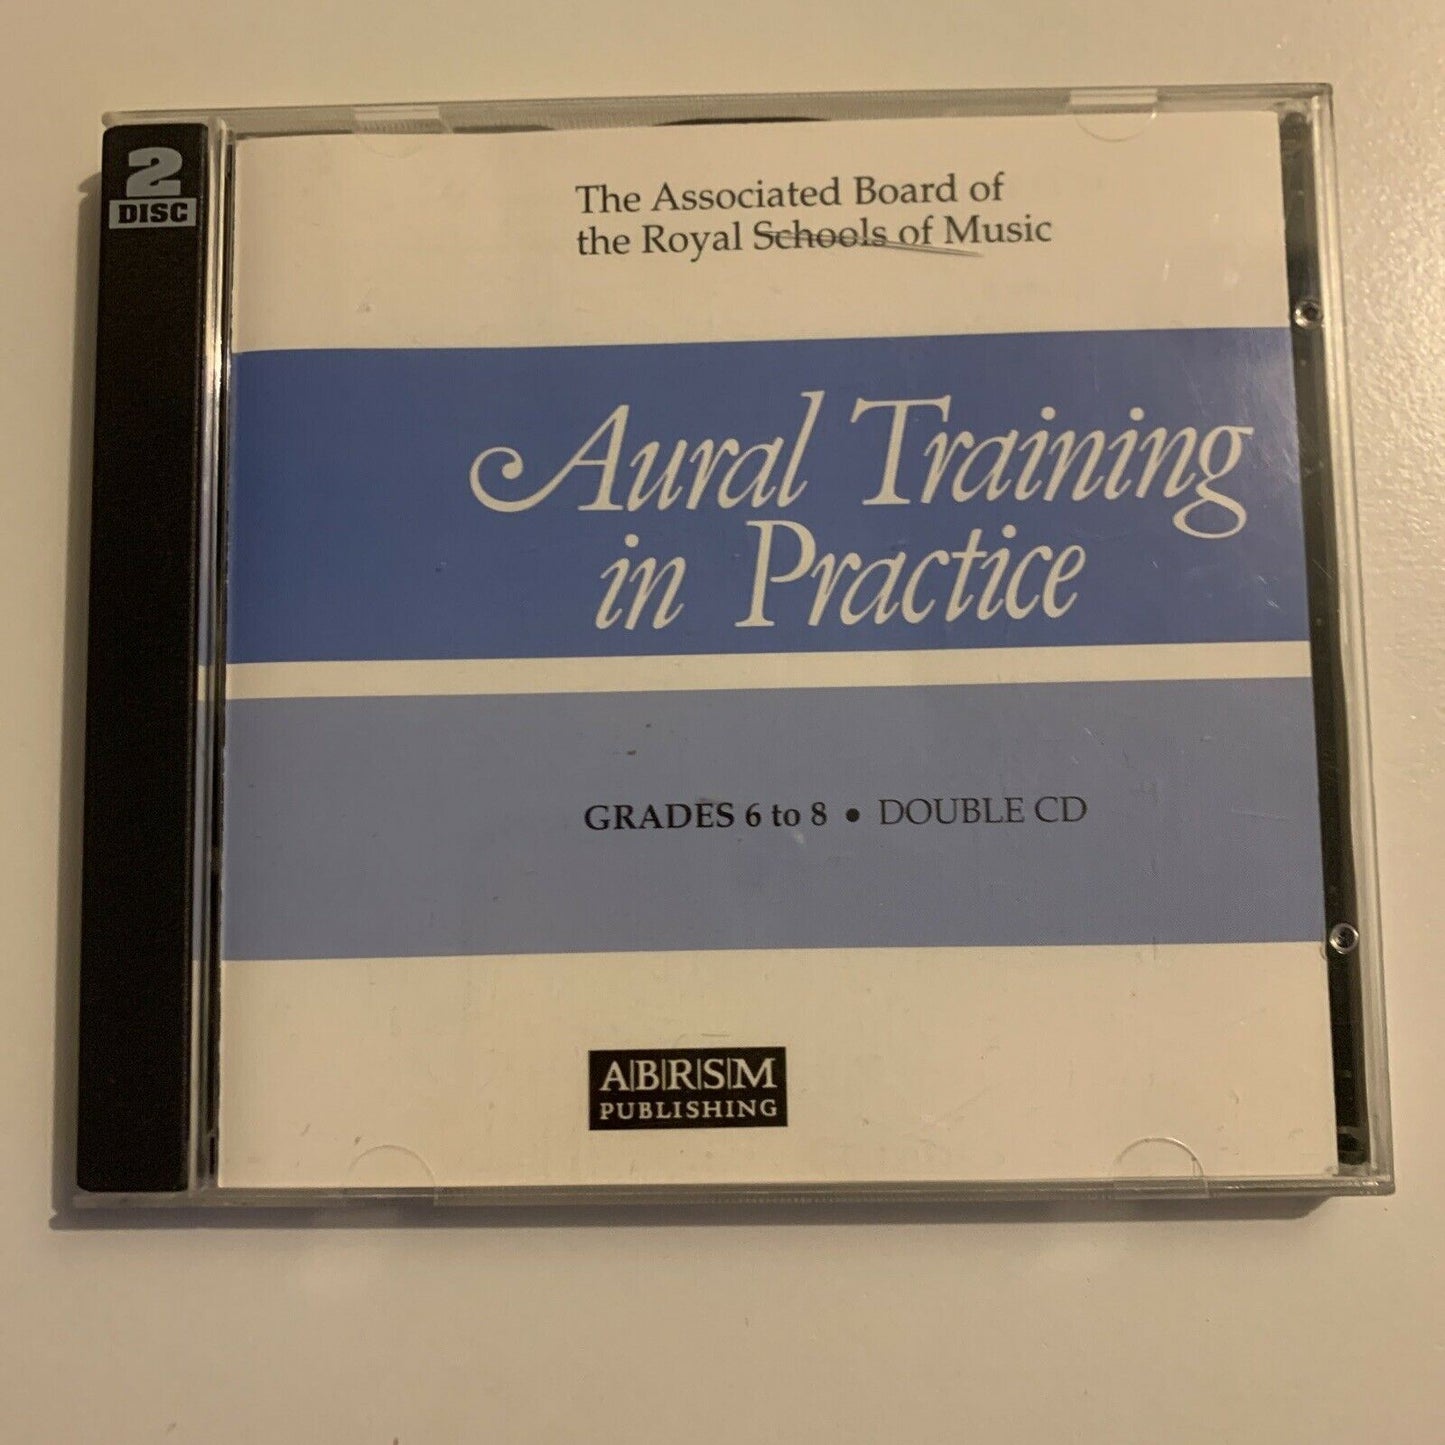 2
DISC
The Associated Board of
the Royal Schools of Music
Aural Training
in Practice
GRADES 6 to 8 • DOUBLE CD
A|B|R|S|M
PUBLISHING